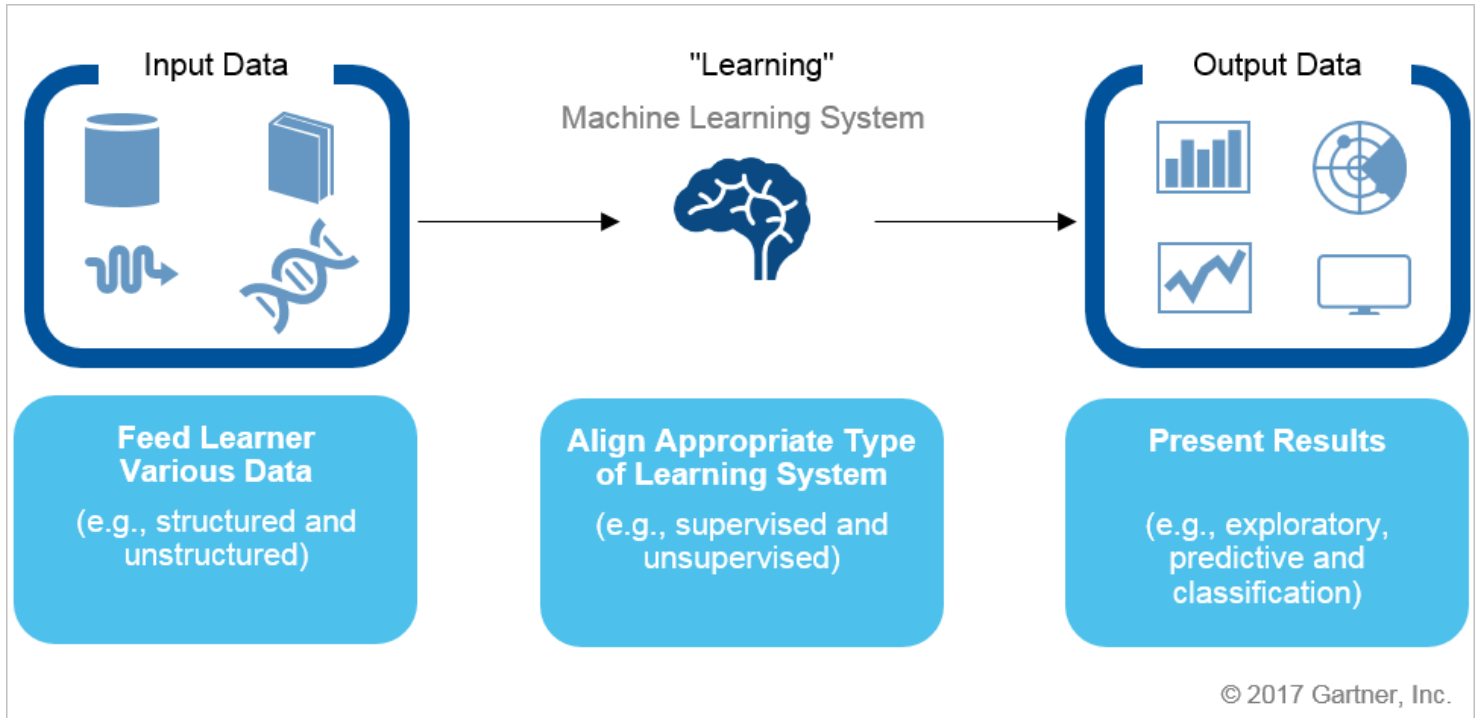 Input Data
"Learning"
Machine Learning System
Output Data
Feed Learner
Various Data
(e.g., structured and
unstructured)
Align Appropriate Type
of Learning System
(e.g., supervised and
unsupervised)
Present Results
(e.g., exploratory,
predictive and
classification)
© 2017 Gartner, Inc.